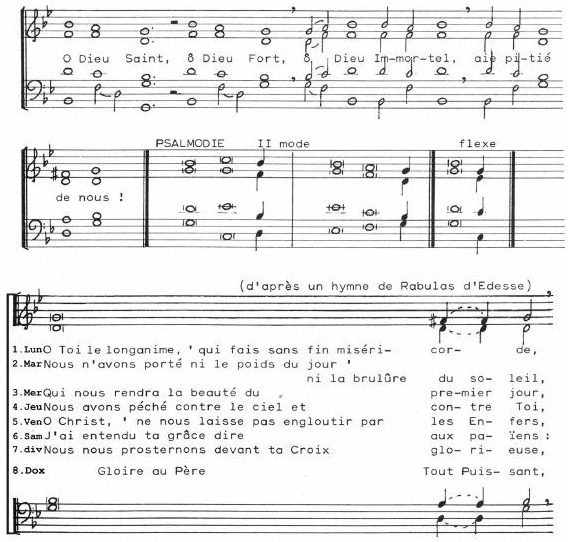 O Dieu Saint, ô Dieu Fort, ô, Dieu Im-mor-tel, aie pitié
PSALMODIE II mode flexe
de nous !
(d'après un hymne de Rabulas d'Edesse)
1.Lun O Toi le longanime, ' qui fais sans fin miséri- cor- de,
2.Mar Nous n'avons porté ni le poids du jour '
ni la brulûre du so- leil,
3.Mer Qui nous rendra la beauté du pre-mier jour,
4.Jeu Nous avons péché contre le ciel et con- tre Toi,
5.Ven O Christ, ' ne nous laisse pas engloutir par les En- fers,
6.Sam J'ai entendu ta grâce dire aux pa- ïens :
7.div Nous nous prosternons devant ta Croix glo- ri- euse,
8.Dox Gloire au Père Tout Puis- sant,